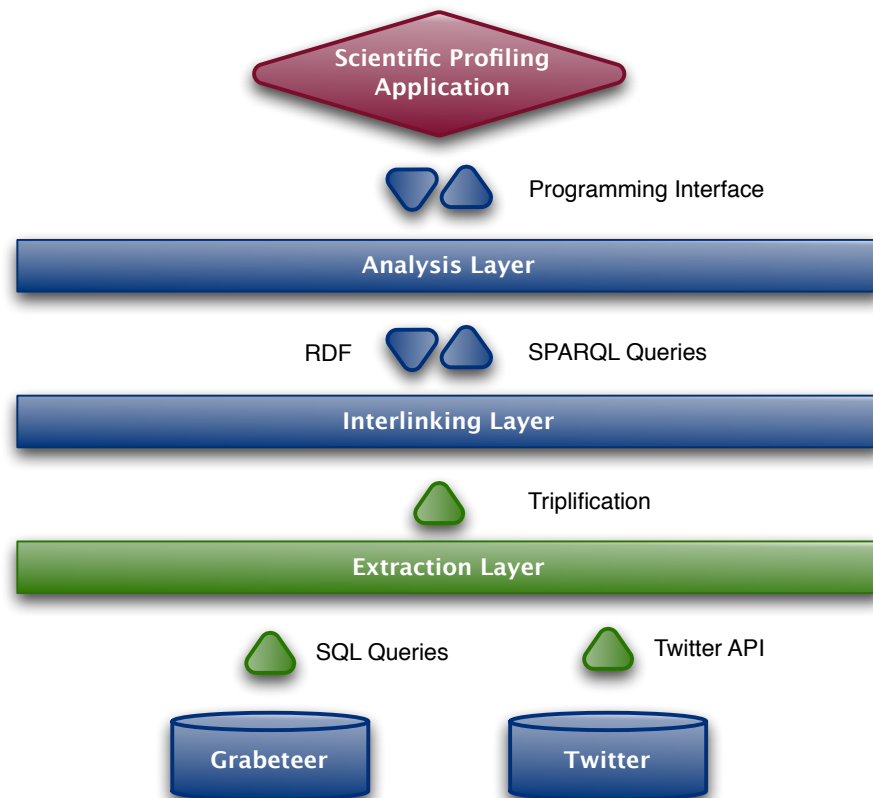 Scientific Profiling
Application
Programming Interface
Analysis Layer
RDF
SPARQL Queries
Interlinking Layer
Triplification
Extraction Layer
SQL Queries
Twitter API
Grabeteer
Twitter